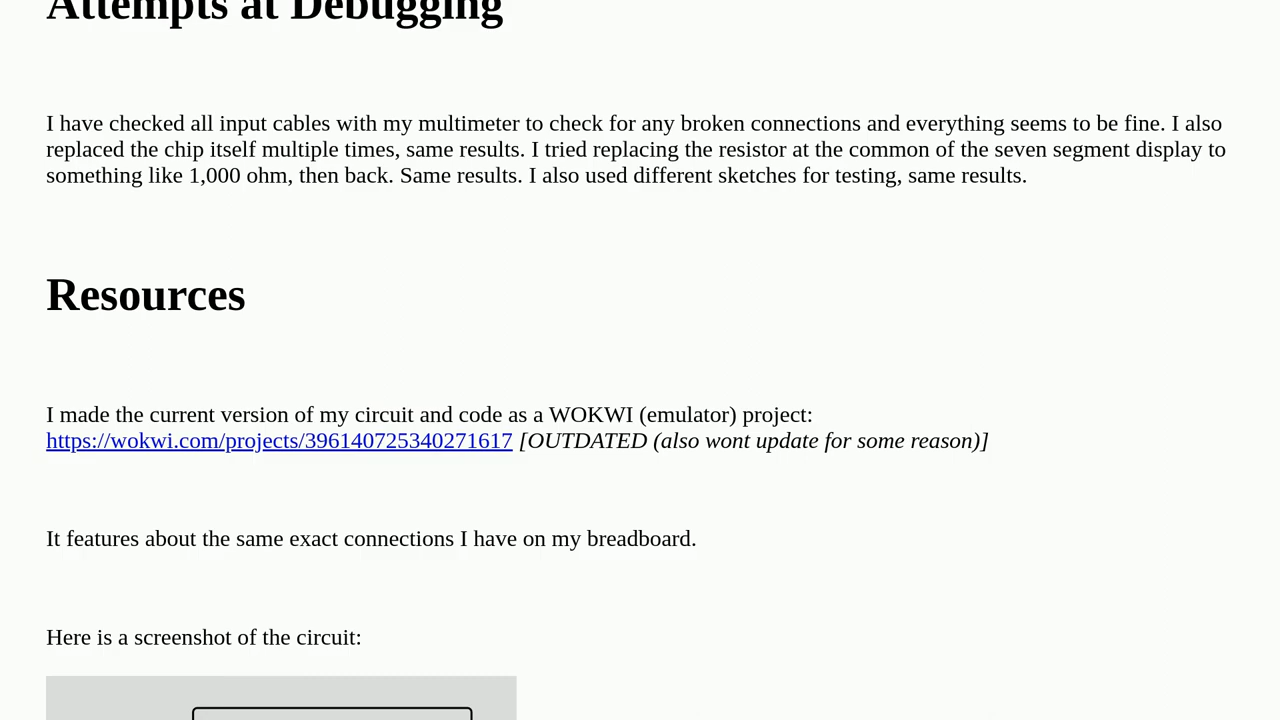 Attempts at Debugging
I have checked all input cables with my multimeter to check for any broken connections and everything seems to be fine. I also
replaced the chip itself multiple times, same results. I tried replacing the resistor at the common of the seven segment display to
something like 1,000 ohm, then back. Same results. I also used different sketches for testing, same results.
Resources
I made the current version of my circuit and code as a WOKWI (emulator) project:
https://wokwi.com/projects/396140725340271617 [OUTDATED (also wont update for some reason)]
It features about the same exact connections I have on my breadboard.
Here is a screenshot of the circuit: